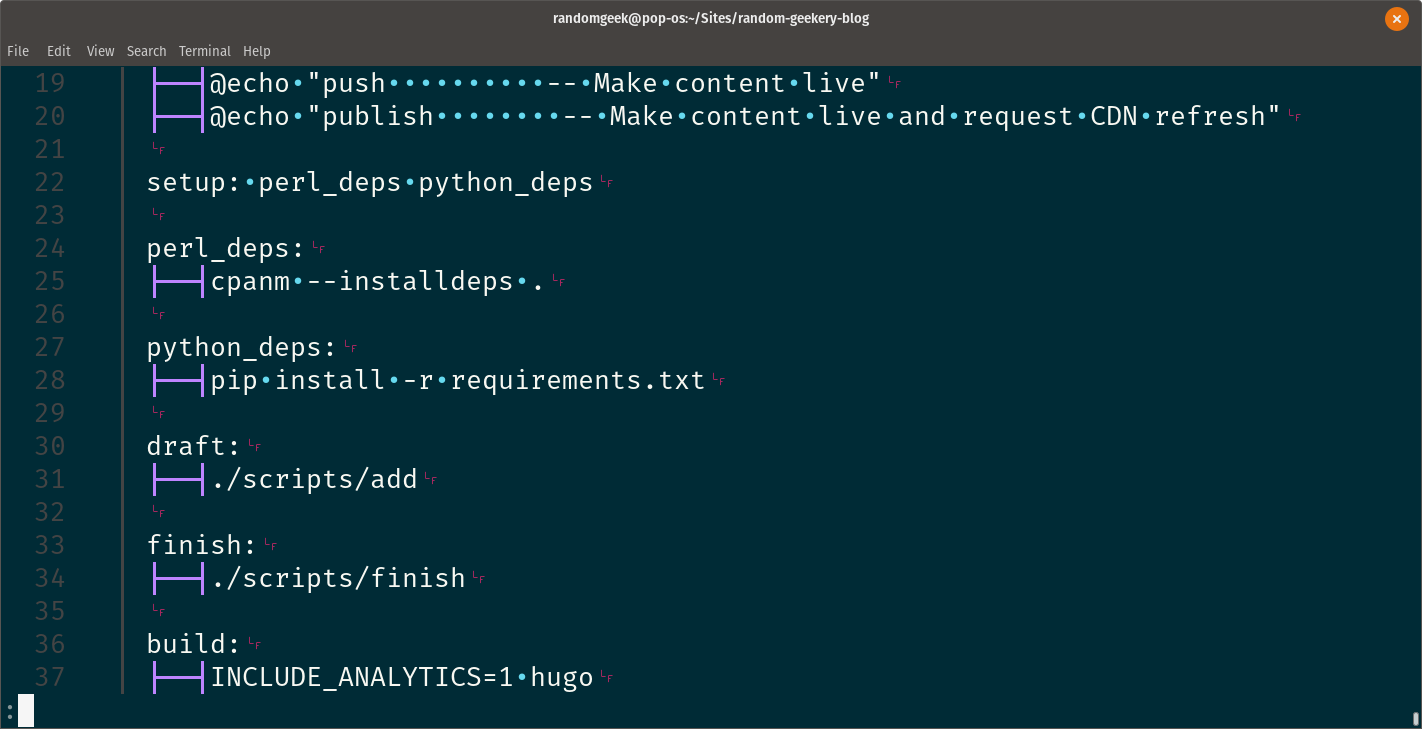 randomgeek@pop-os:~/Sites/random-geekery-blog
×
File Edit View Search Terminal Help
19 │ ├──┤@echo•"push••••••••••--•Make•content•live"␊
20 │ ├──┤@echo•"publish••••••••--•Make•content•live•and•request•CDN•refresh"␊
21 │ ␊
22 │ setup:•perl_deps•python_deps␊
23 │ ␊
24 │ perl_deps:␊
25 │ ├──┤cpanm•--installdeps•.␊
26 │ ␊
27 │ python_deps:␊
28 │ ├──┤pip•install•-r•requirements.txt␊
29 │ ␊
30 │ draft:␊
31 │ ├──┤./scripts/add␊
32 │ ␊
33 │ finish:␊
34 │ ├──┤./scripts/finish␊
35 │ ␊
36 │ build:␊
37 │ ├──┤INCLUDE_ANALYTICS=1•hugo␊
: